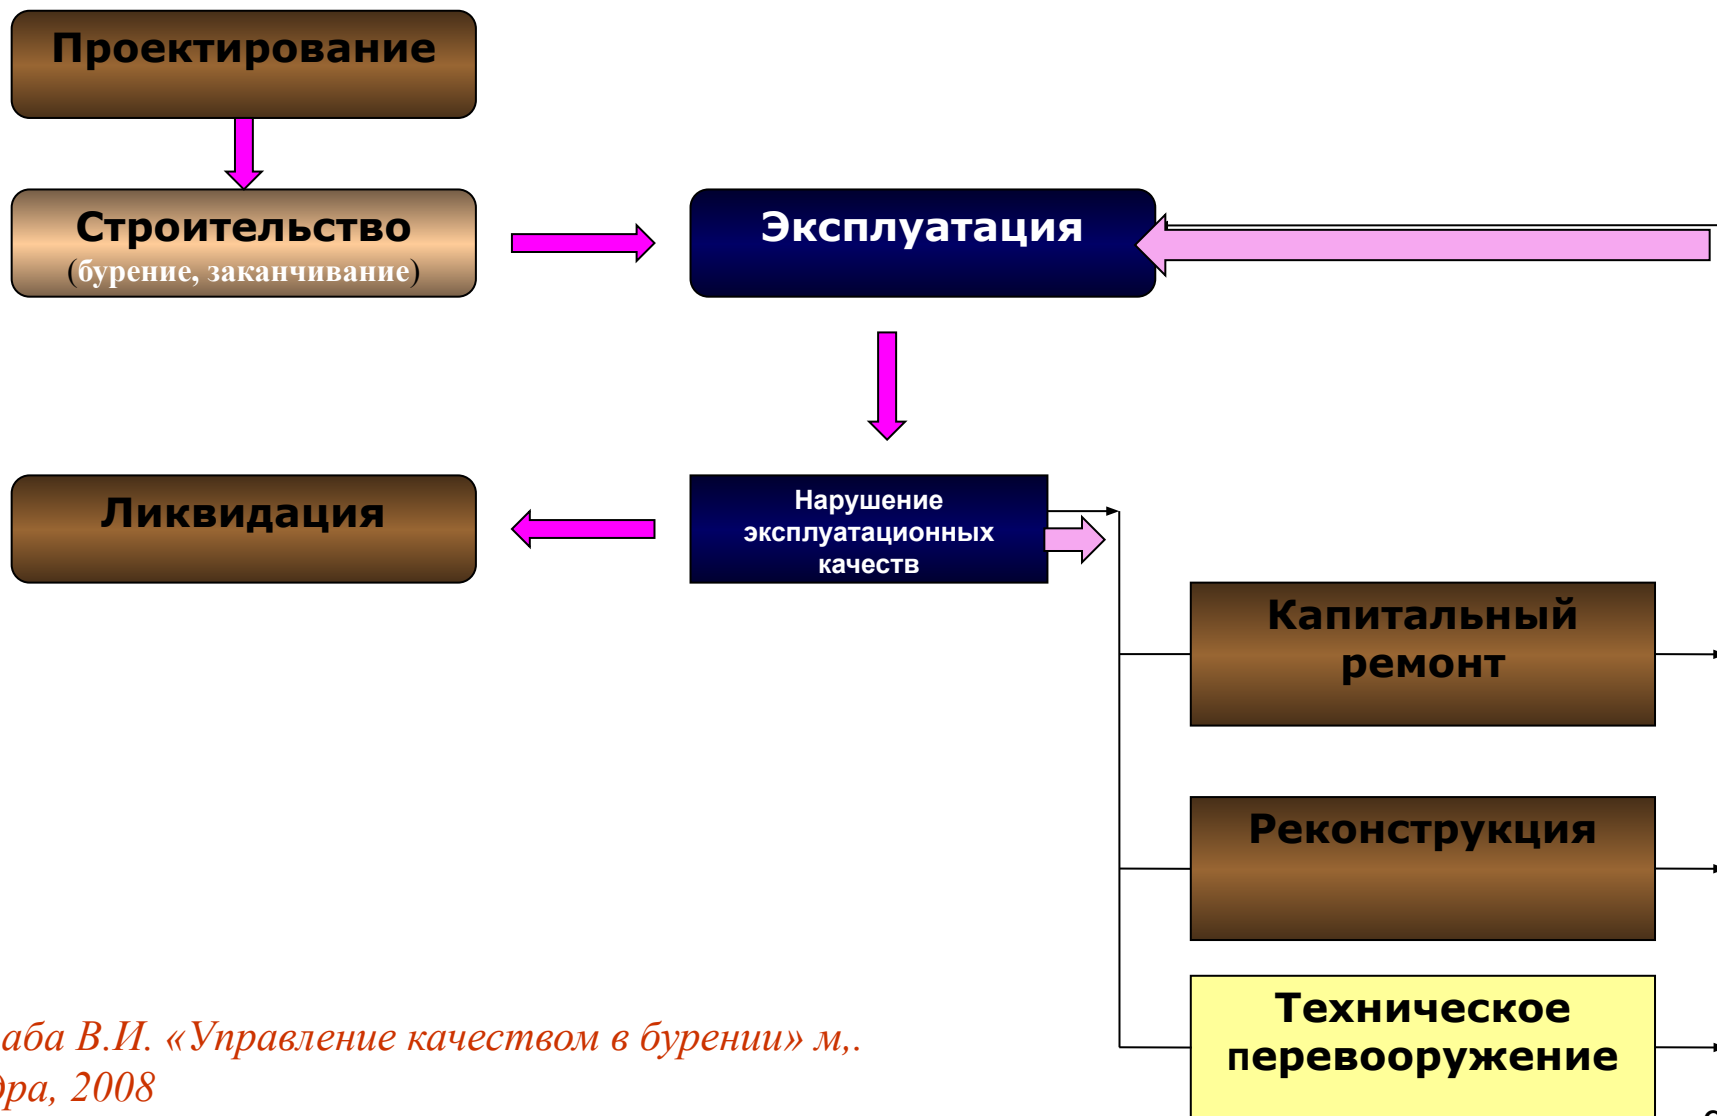 Проектирование
Строительство
(бурение, заканчивание)
Эксплуатация
Ликвидация
Нарушение
эксплуатационных
качеств
Капитальный
ремонт
Реконструкция
Техническое
перевооружение
аба В.И. «Управление качеством в бурении» м,.
дра, 2008